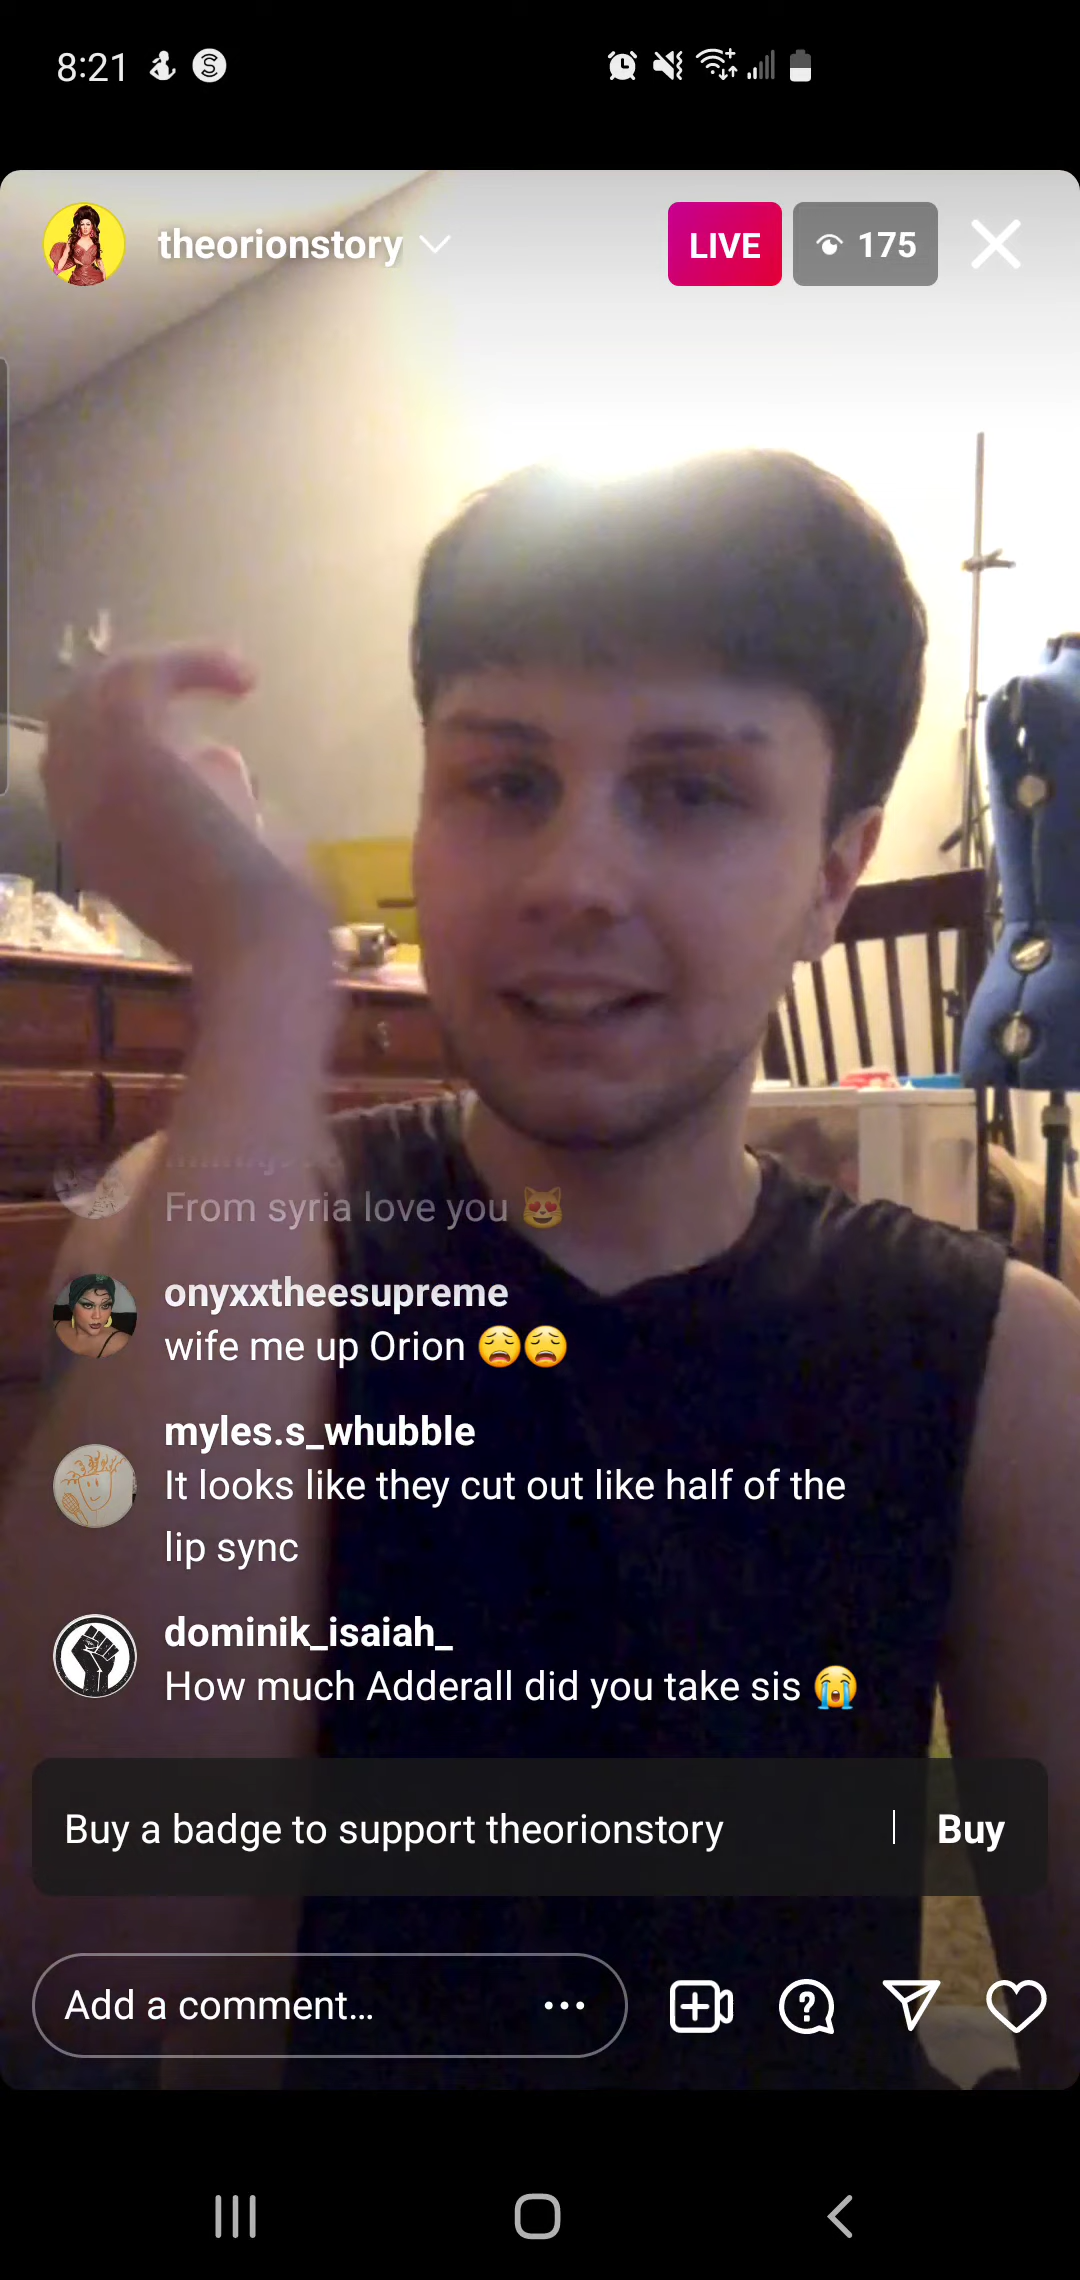 8:21
theorionstory
LIVE
175
From syria love you 😻
onyxxtheesupreme
wife me up Orion 😩😩
myles.s_whubble
It looks like they cut out like half of the
lip sync
dominik_isaiah_
How much Adderall did you take sis 😭
Buy a badge to support theorionstory | Buy
Add a comment...